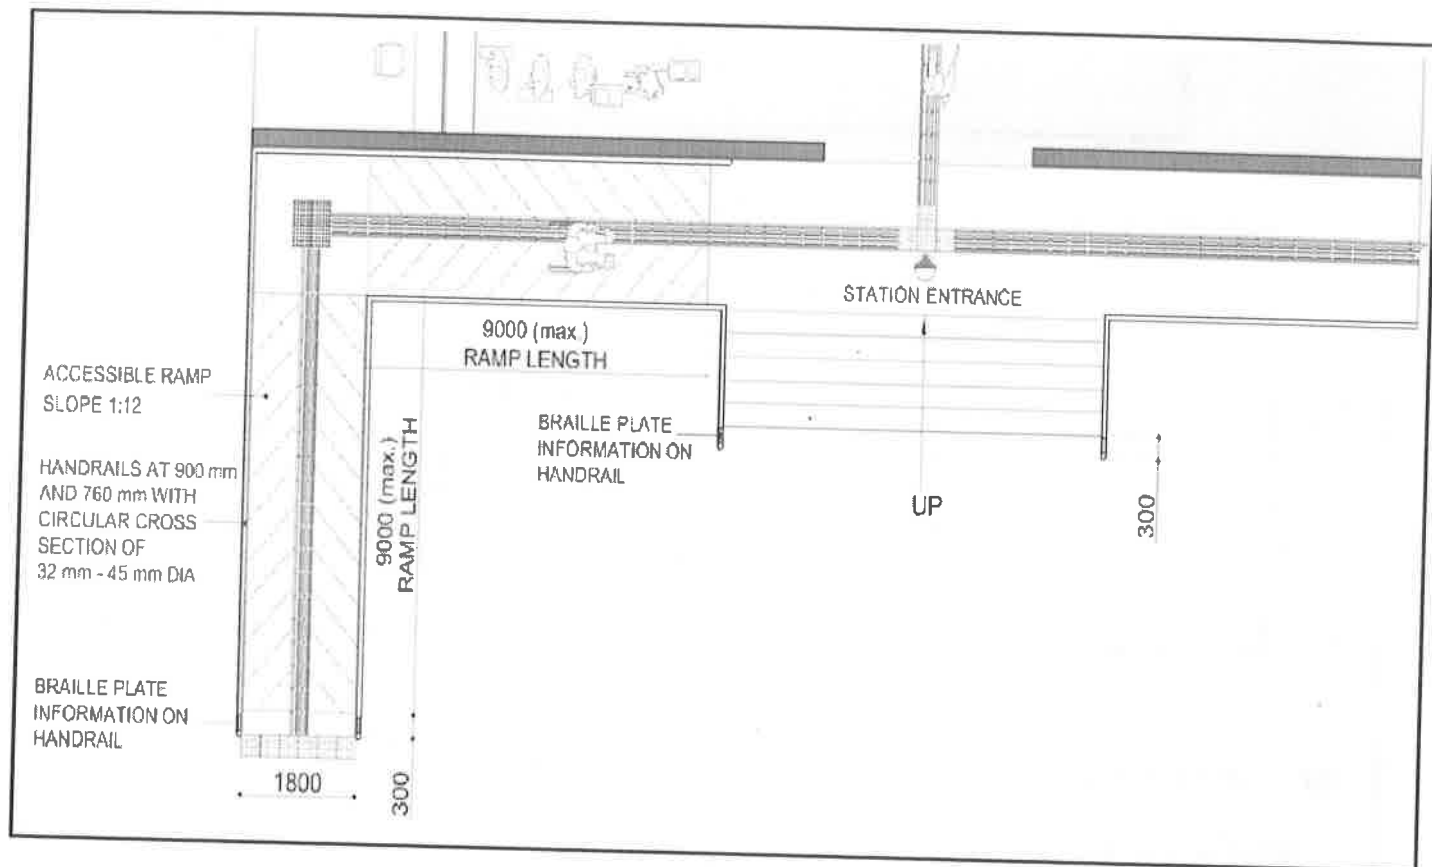 STATION ENTRANCE
9000 (max.)
RAMP LENGTH
ACCESSIBLE RAMP
SLOPE 1:12
BRAILLE PLATE
INFORMATION ON
HANDRAIL
9000 (max.)
RAMP LENGTH
HANDRAILS AT 900 mm
AND 760 mm WITH
CIRCULAR CROSS
SECTION OF
32 mm - 45 mm DIA
UP
300
BRAILLE PLATE
INFORMATION ON
HANDRAIL
1800
300